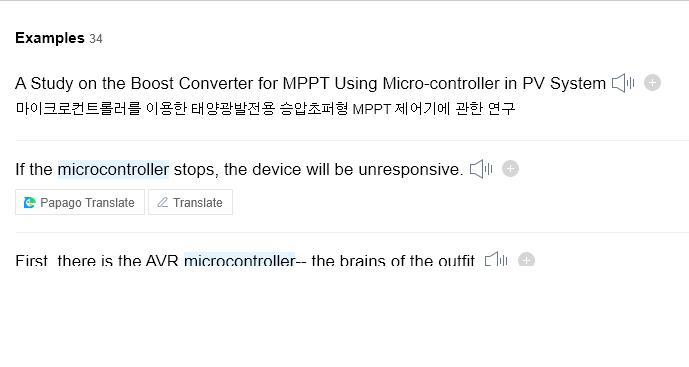 Examples 34
A Study on the Boost Converter for MPPT Using Micro-controller in PV System
마이크로컨트롤러를 이용한 태양광발전용 승압초퍼형 MPPT 제어기에 관한 연구
If the microcontroller stops, the device will be unresponsive.
Papago Translate Translate
First, there is the AVR microcontroller-- the brains of the outfit